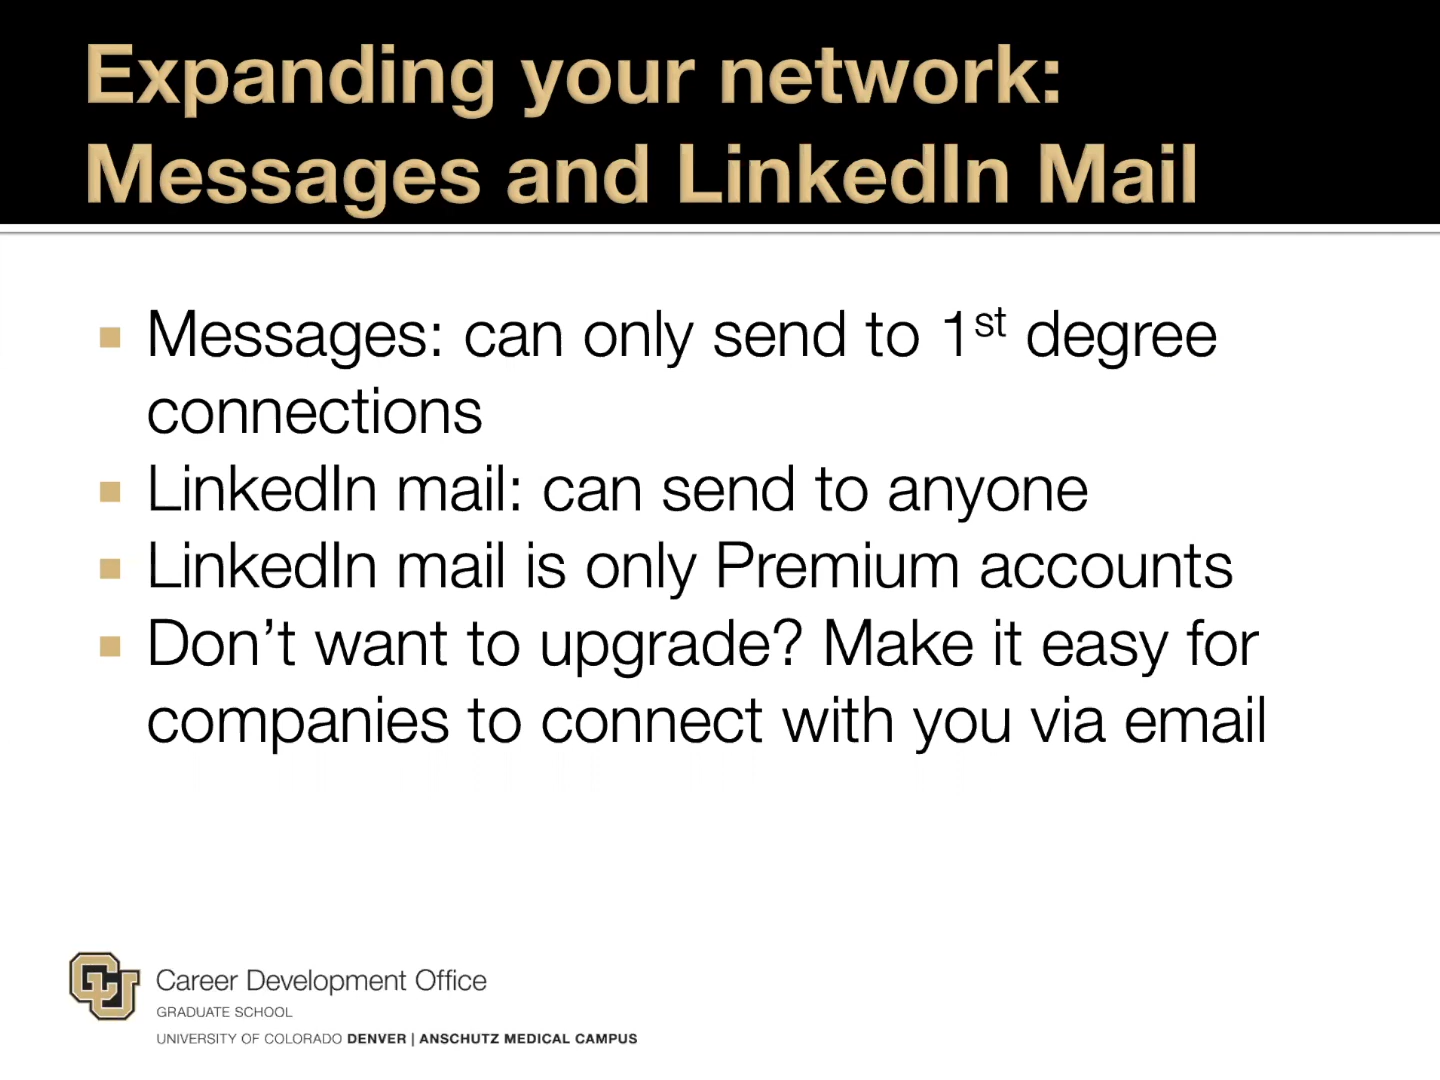 Expanding your network:
Messages and LinkedIn Mail
Messages: can only send to 1st degree
connections
LinkedIn mail: can send to anyone
LinkedIn mail is only Premium accounts
Don't want to upgrade? Make it easy for
companies to connect with you via email
CU
Career Development Office
GRADUATE SCHOOL
UNIVERSITY OF COLORADO DENVER | ANSCHUTZ MEDICAL CAMPUS